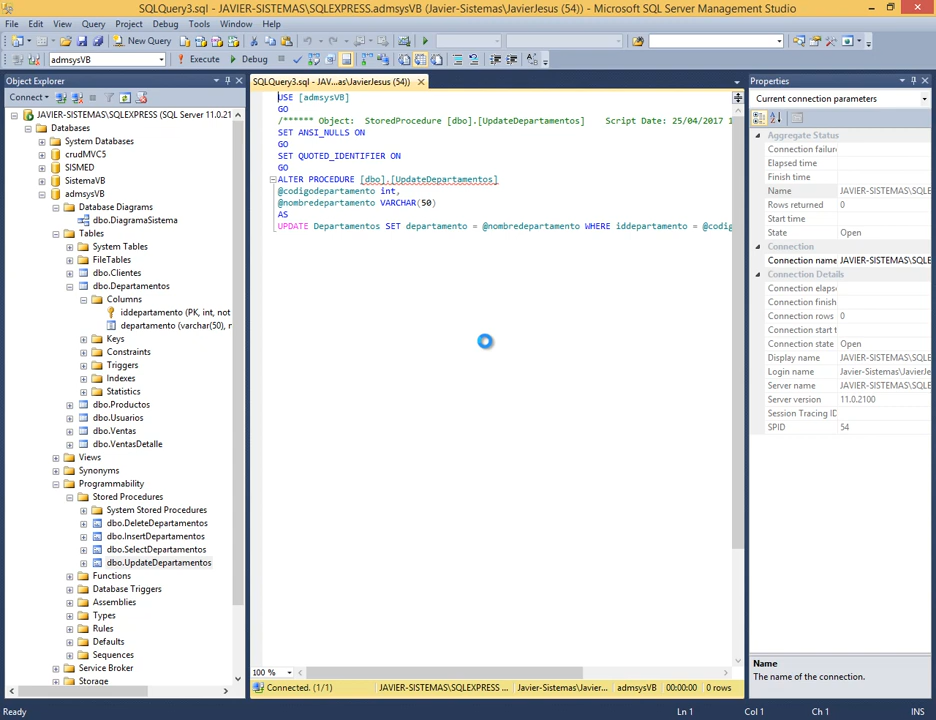 SQLQuery3.sql - JAVIER-SISTEMAS\SQLEXPRESS.admsysVB (Javier-Sistemas\JavierJesus (54)) - Microsoft SQL Server Management Studio
File Edit View Query Project Debug Tools Window Help
New Query
admsysVB Execute Debug
Object Explorer
Connect
JAVIER-SISTEMAS\SQLEXPRESS (SQL Server 11.0.21
Databases
System Databases
crudMVC5
SISMED
SistemaVB
admsysVB
Database Diagrams
dbo.DiagramaSistema
Tables
System Tables
FileTables
dbo.Clientes
dbo.Departamentos
Columns
iddepartamento (PK, int, not
departamento (varchar(50), n
Keys
Constraints
Triggers
Indexes
Statistics
dbo.Productos
dbo.Usuarios
dbo.Ventas
dbo.VentasDetalle
Views
Synonyms
Programmability
Stored Procedures
System Stored Procedures
dbo.DeleteDepartamentos
dbo.InsertDepartamentos
dbo.SelectDepartamentos
dbo.UpdateDepartamentos
Functions
Database Triggers
Assemblies
Types
Rules
Defaults
Sequences
Service Broker
Storage
SQLQuery3.sql - JAV...as\JavierJesus (54))
USE [admsysVB]
GO
/****** Object: StoredProcedure [dbo].[UpdateDepartamentos] Script Date: 25/04/2017 1
SET ANSI_NULLS ON
GO
SET QUOTED_IDENTIFIER ON
GO
ALTER PROCEDURE [dbo].[UpdateDepartamentos]
@codigodepartamento int,
@nombredepartamento VARCHAR(50)
AS
UPDATE Departamentos SET departamento = @nombredepartamento WHERE iddepartamento = @codig
100 %
Connected. (1/1) JAVIER-SISTEMAS\SQLEXPRESS ... Javier-Sistemas\Javier... admsysVB 00:00:00 0 rows
Properties
Current connection parameters
Aggregate Status
Connection failure
Elapsed time
Finish time
Name JAVIER-SISTEMAS\SQLE
Rows returned 0
Start time
State Open
Connection
Connection name JAVIER-SISTEMAS\SQLE
Connection Details
Connection elaps
Connection finish
Connection rows 0
Connection start t
Connection state Open
Display name JAVIER-SISTEMAS\SQLE
Login name Javier-Sistemas\JavierJe
Server name JAVIER-SISTEMAS\SQLE
Server version 11.0.2100
Session Tracing ID
SPID 54
Name
The name of the connection.
Ready Ln 1 Col 1 Ch 1 INS